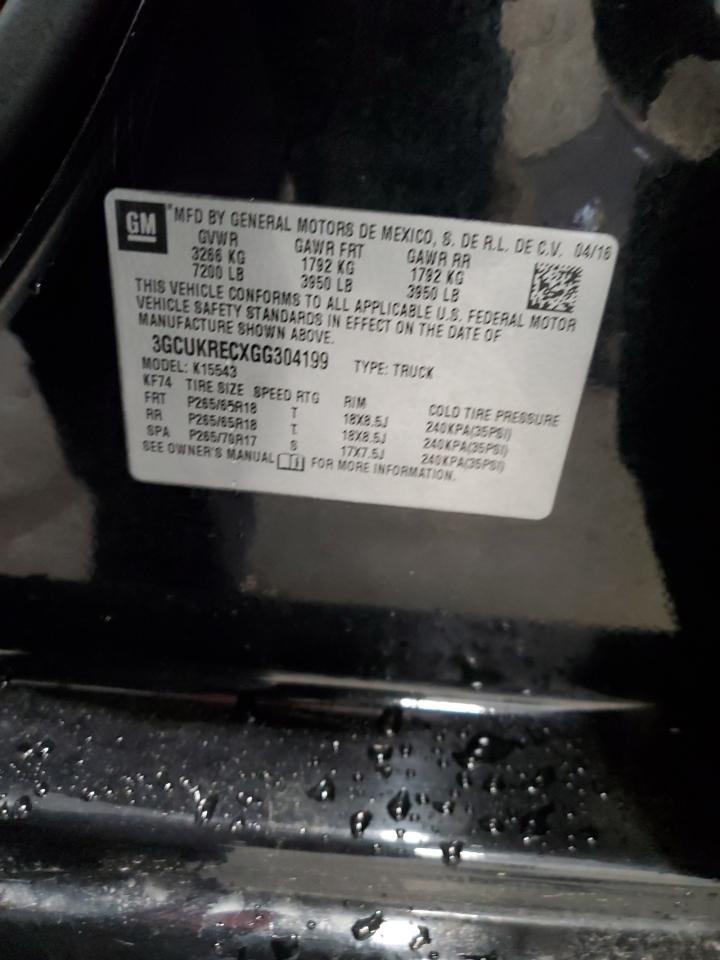 GM
*MFD BY GENERAL MOTORS DE MEXICO, S. DE R.L. DE C.V. 04/16
GVWR GAWR FRT GAWR RR
3266 KG 1792 KG 1792 KG
7200 LB 3950 LB 3950 LB
THIS VEHICLE CONFORMS TO ALL APPLICABLE U.S. FEDERAL MOTOR
VEHICLE SAFETY STANDARDS IN EFFECT ON THE DATE OF
MANUFACTURE SHOWN ABOVE.
3GCUKRECXGG304199 TYPE: TRUCK
MODEL: K15543
KF74 TIRE SIZE SPEED RTG RIM COLD TIRE PRESSURE
FRT P265/65R18 T 18X8.5J 240KPA(35PSI)
RR P265/65R18 T 18X8.5J 240KPA(35PSI)
SPA P265/70R17 S 17X7.5J 240KPA(35PSI)
SEE OWNER'S MANUAL FOR MORE INFORMATION.